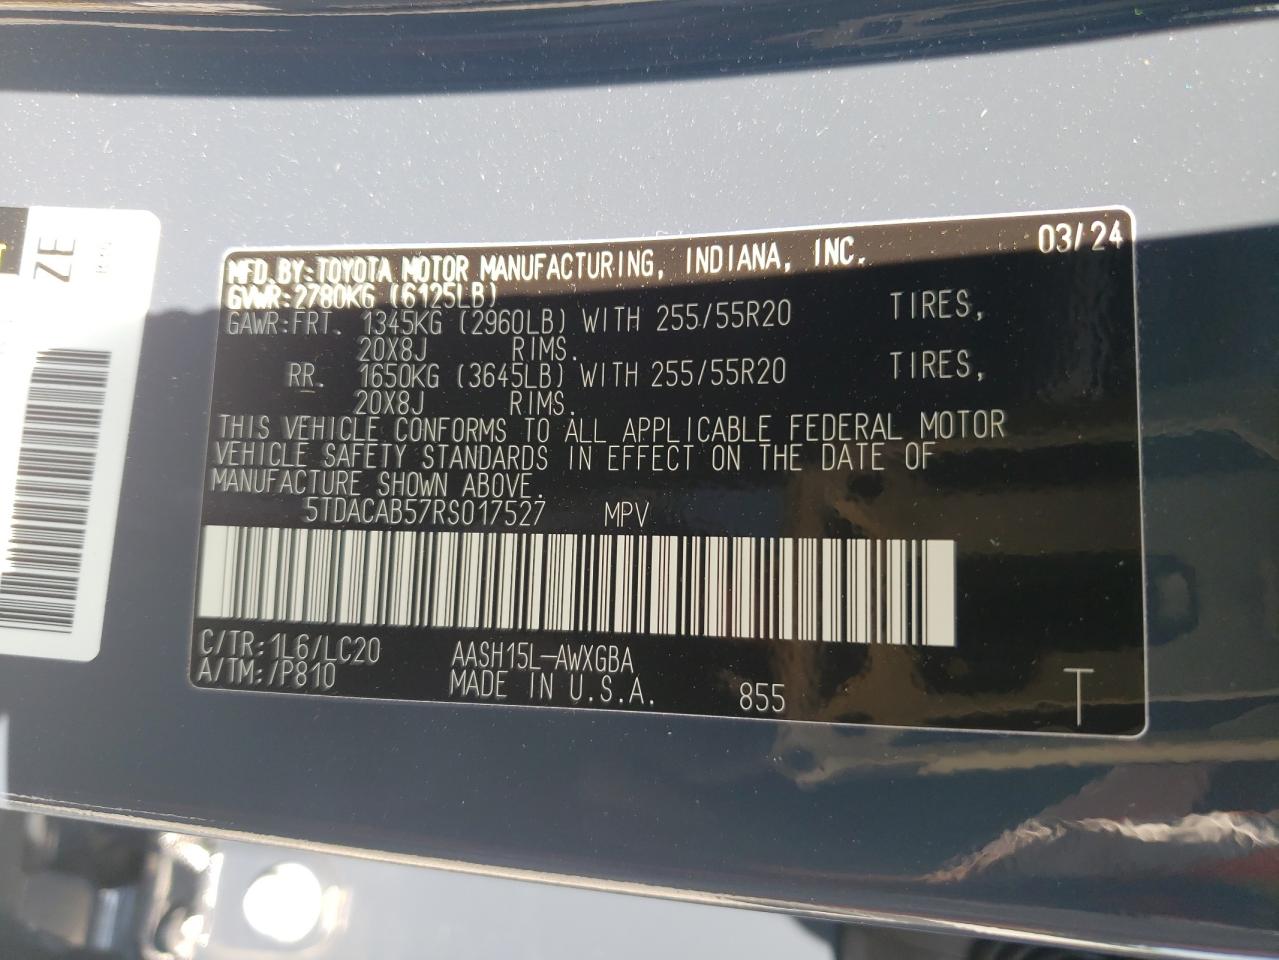 MFD.BY:TOYOTA MOTOR MANUFACTURING, INDIANA, INC. 03/24
GVWR:2780KG (6125LB)
GAWR:FRT. 1345KG (2960LB) WITH 255/55R20 TIRES,
20X8J RIMS.
RR. 1650KG (3645LB) WITH 255/55R20 TIRES,
20X8J RIMS.
THIS VEHICLE CONFORMS TO ALL APPLICABLE FEDERAL MOTOR
VEHICLE SAFETY STANDARDS IN EFFECT ON THE DATE OF
MANUFACTURE SHOWN ABOVE.
5TDACAB57RS017527 MPV
C/TR:1L6/LC20 AASH15L-AWXGBA
A/TM:/P810 MADE IN U.S.A. 855 T
ZE